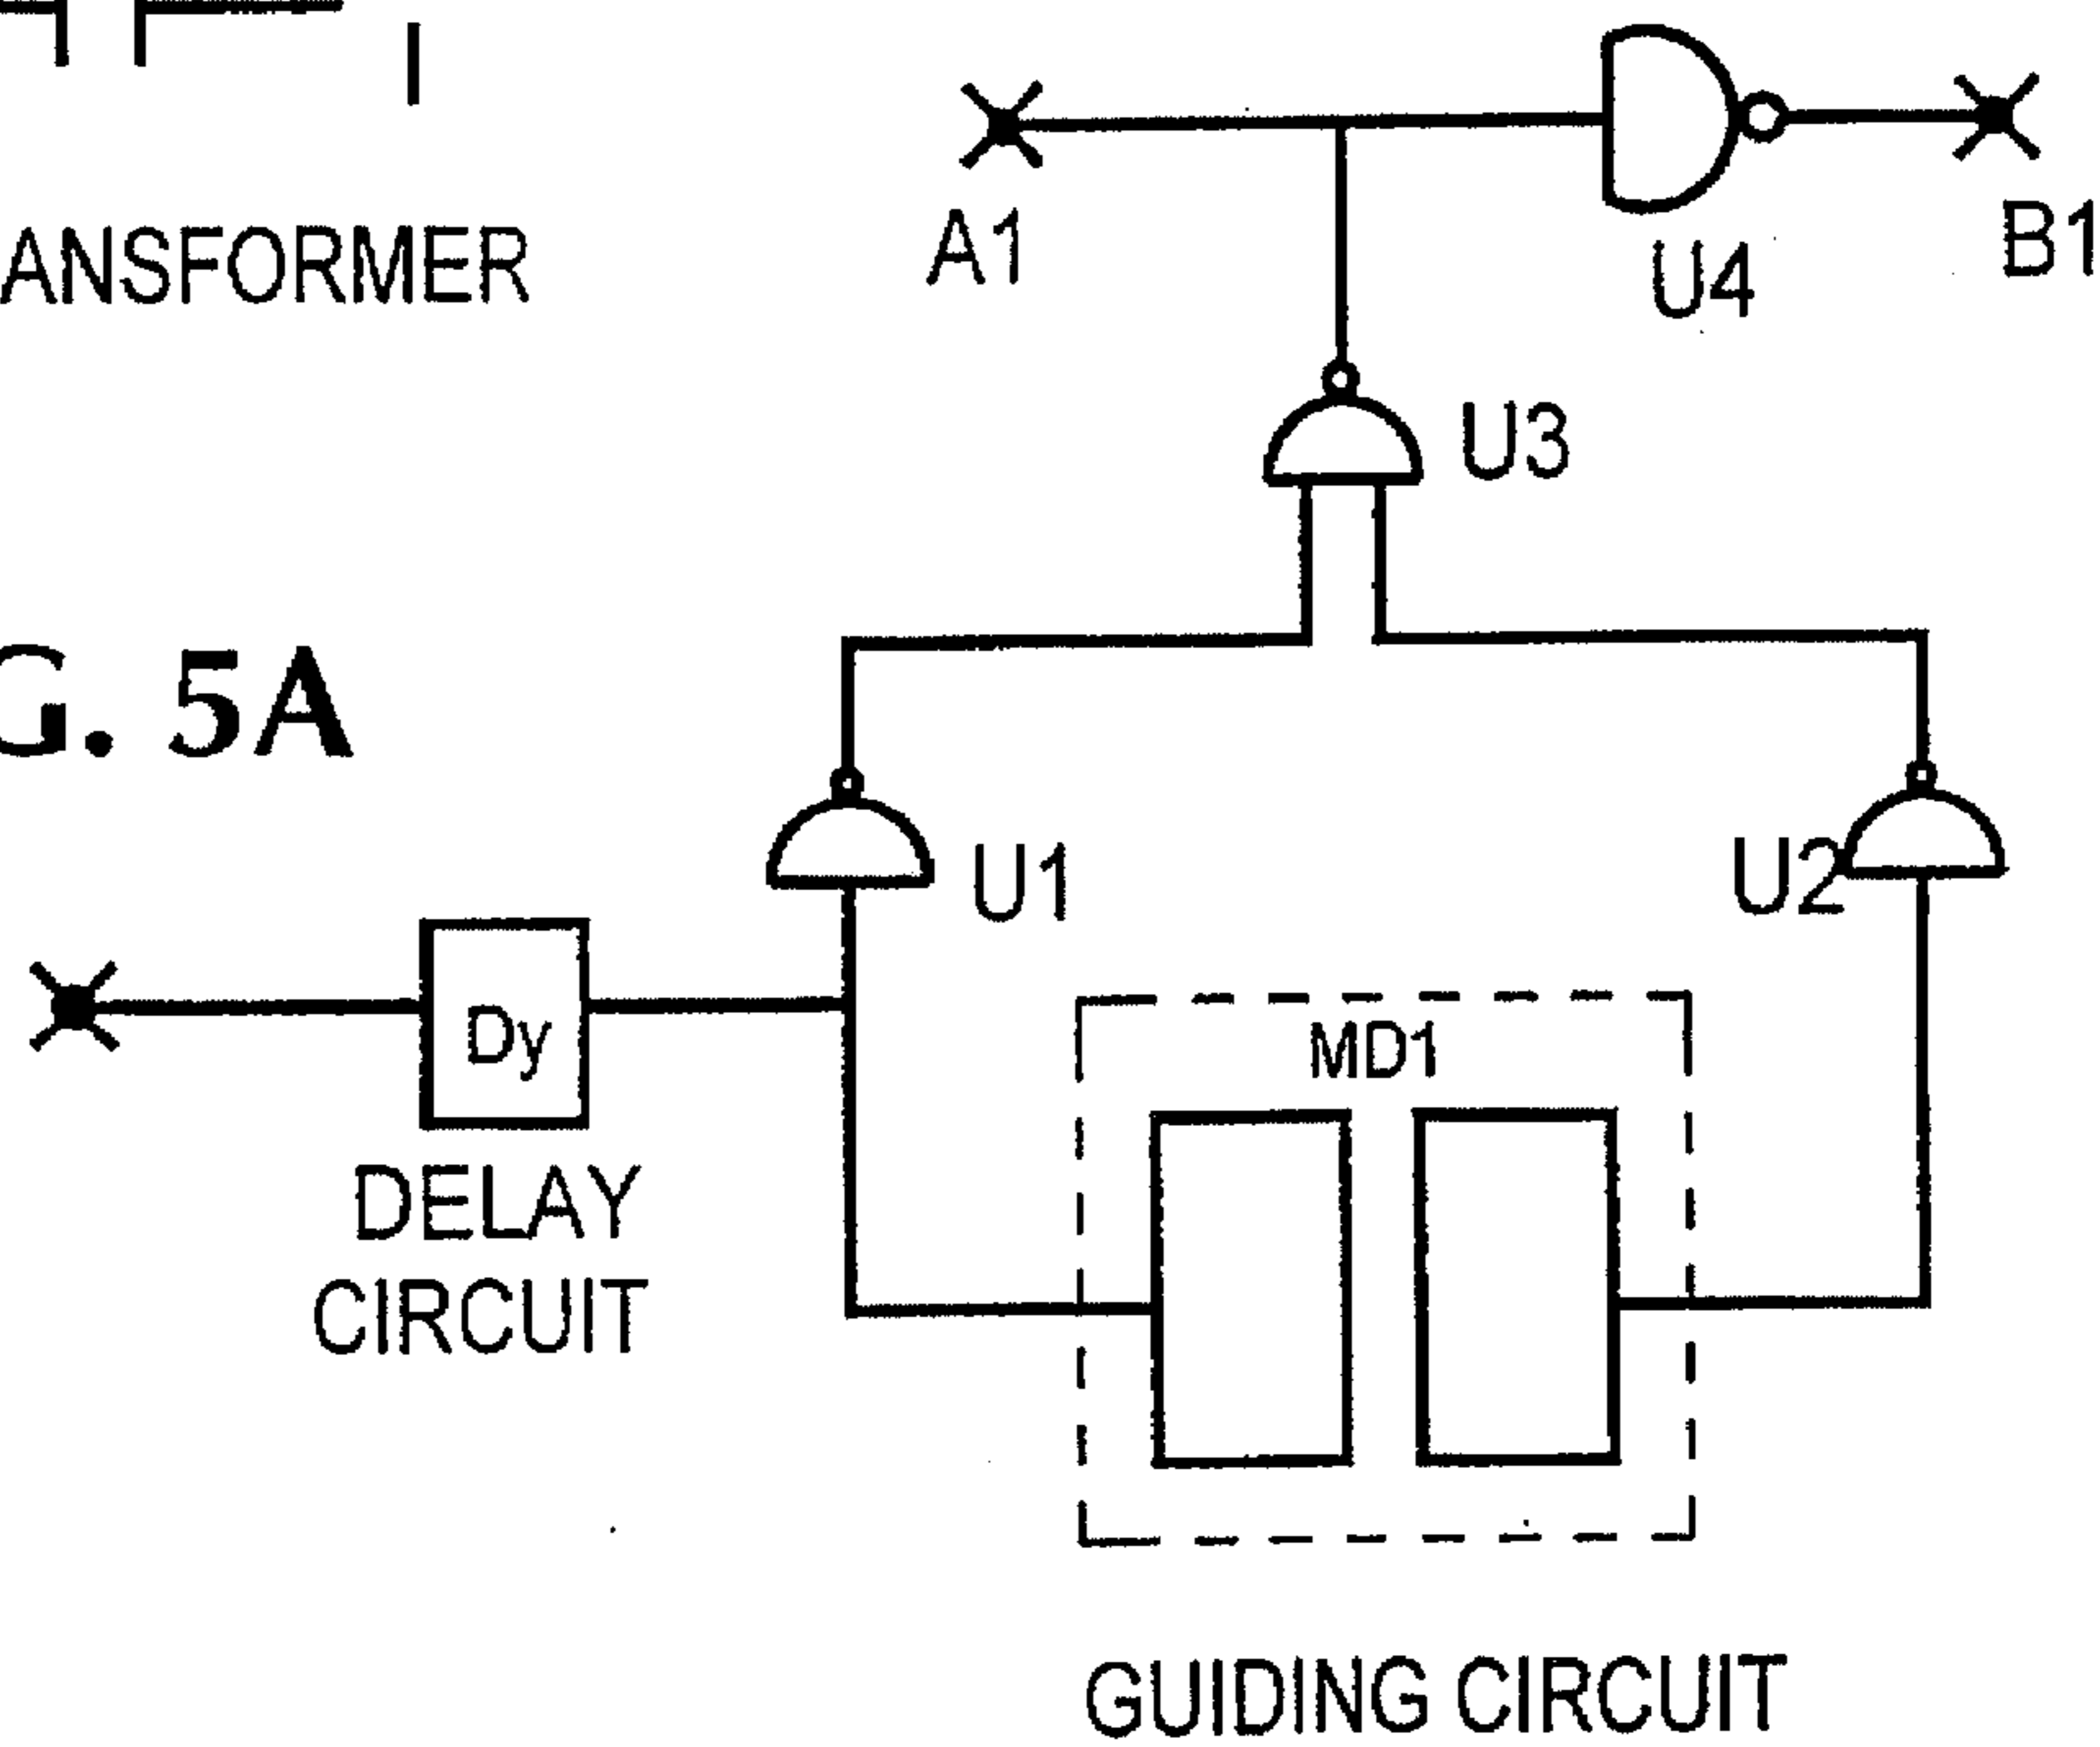 ANSFORMER
A1
U4
B1
U3
G. 5A
U1
U2
Dy
MD1
DELAY
CIRCUIT
GUIDING CIRCUIT